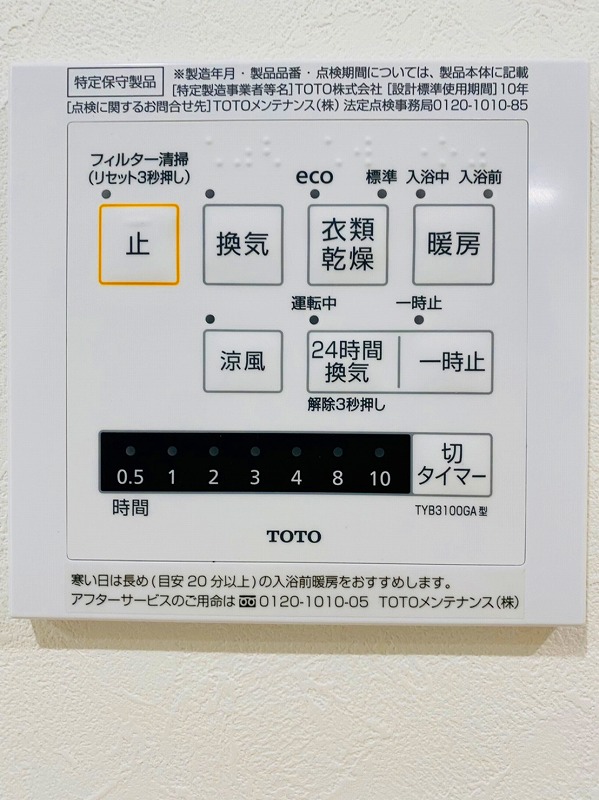 特定保守製品
※製造年月・製品品番・点検期間については、製品本体に記載
[特定製造事業者等名]TOTO株式会社 [設計標準使用期間]10年
[点検に関するお問合せ先]TOTOメンテナンス(株) 法定点検事務局0120-1010-85
フィルター清掃
(リセット3秒押し)
eco 標準 入浴中 入浴前
止 換気 衣類乾燥 暖房
運転中 一時止
涼風 24時間換気 一時止
解除3秒押し
0.5 1 2 3 4 8 10
切タイマー
時間
TYB3100GA型
TOTO
寒い日は長め(目安20分以上)の入浴前暖房をおすすめします。
アフターサービスのご用命は 0120-1010-05 TOTOメンテナンス(株)